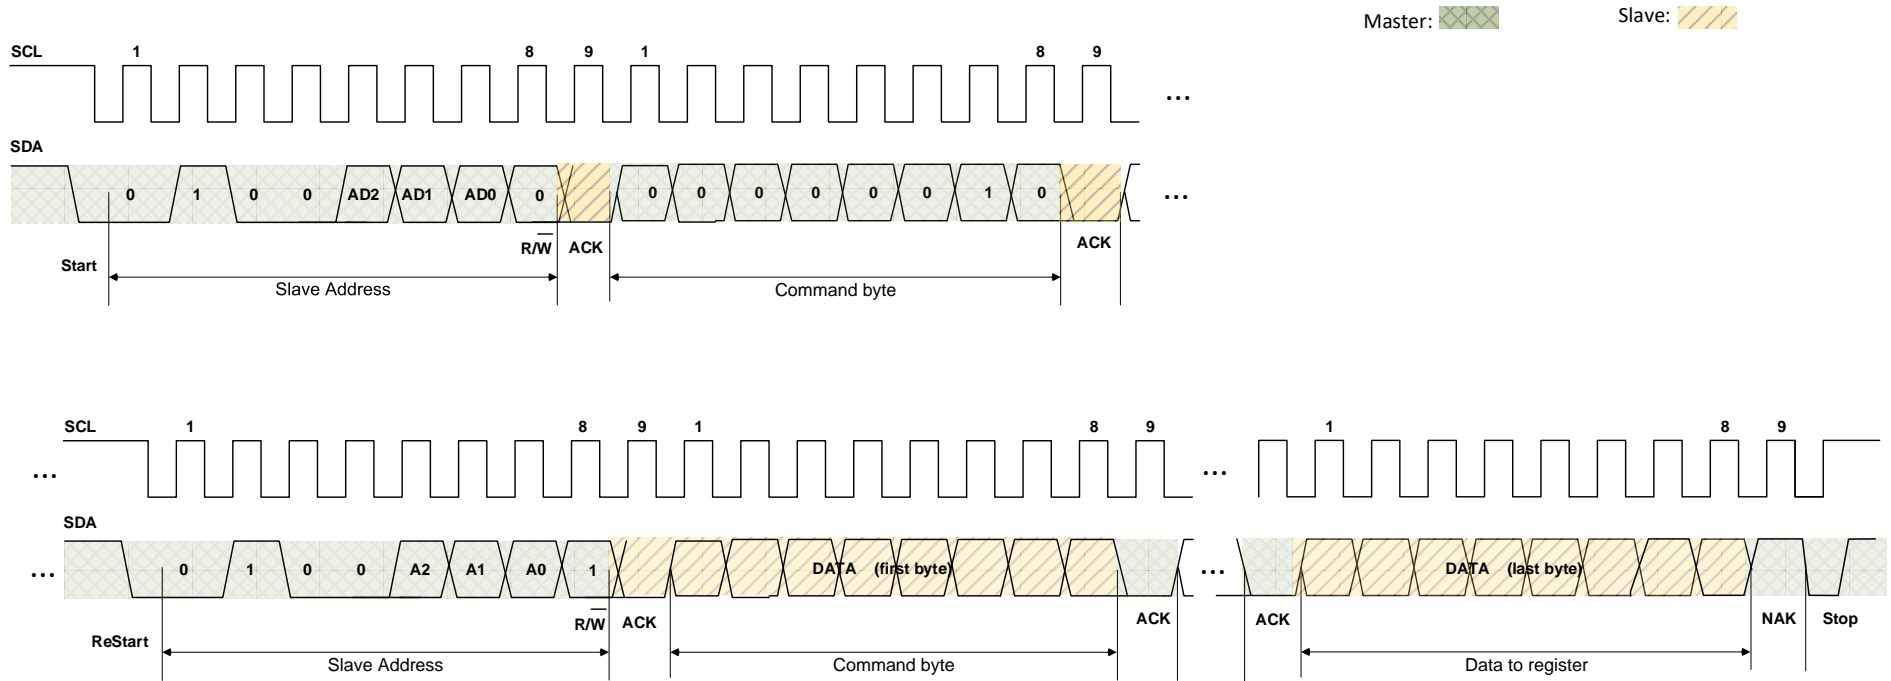 Master: Slave:
SCL 1 8 9 1 8 9
...
SDA
0 1 0 0 AD2 AD1 AD0 0 0 0 0 0 0 0 1 0 ...
R/W ACK ACK
Start
Slave Address Command byte
SCL 1 8 9 1 8 9 1 8 9
... ...
SDA
... 0 1 0 0 A2 A1 A0 1 DATA (first byte) ... DATA (last byte)
R/W ACK ACK ACK NAK Stop
ReStart
Slave Address Command byte Data to register